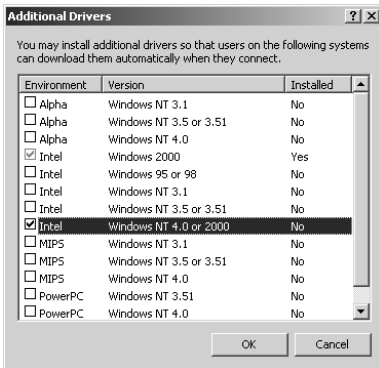 Additional Drivers
You may install additional drivers so that users on the following systems
can download them automatically when they connect.
Environment Version Installed
Alpha Windows NT 3.1 No
Alpha Windows NT 3.5 or 3.51 No
Alpha Windows NT 4.0 No
Intel Windows 2000 Yes
Intel Windows 95 or 98 No
Intel Windows NT 3.1 No
Intel Windows NT 3.5 or 3.51 No
Intel Windows NT 4.0 or 2000 No
MIPS Windows NT 3.1 No
MIPS Windows NT 3.5 or 3.51 No
MIPS Windows NT 4.0 No
PowerPC Windows NT 3.51 No
PowerPC Windows NT 4.0 No
OK Cancel